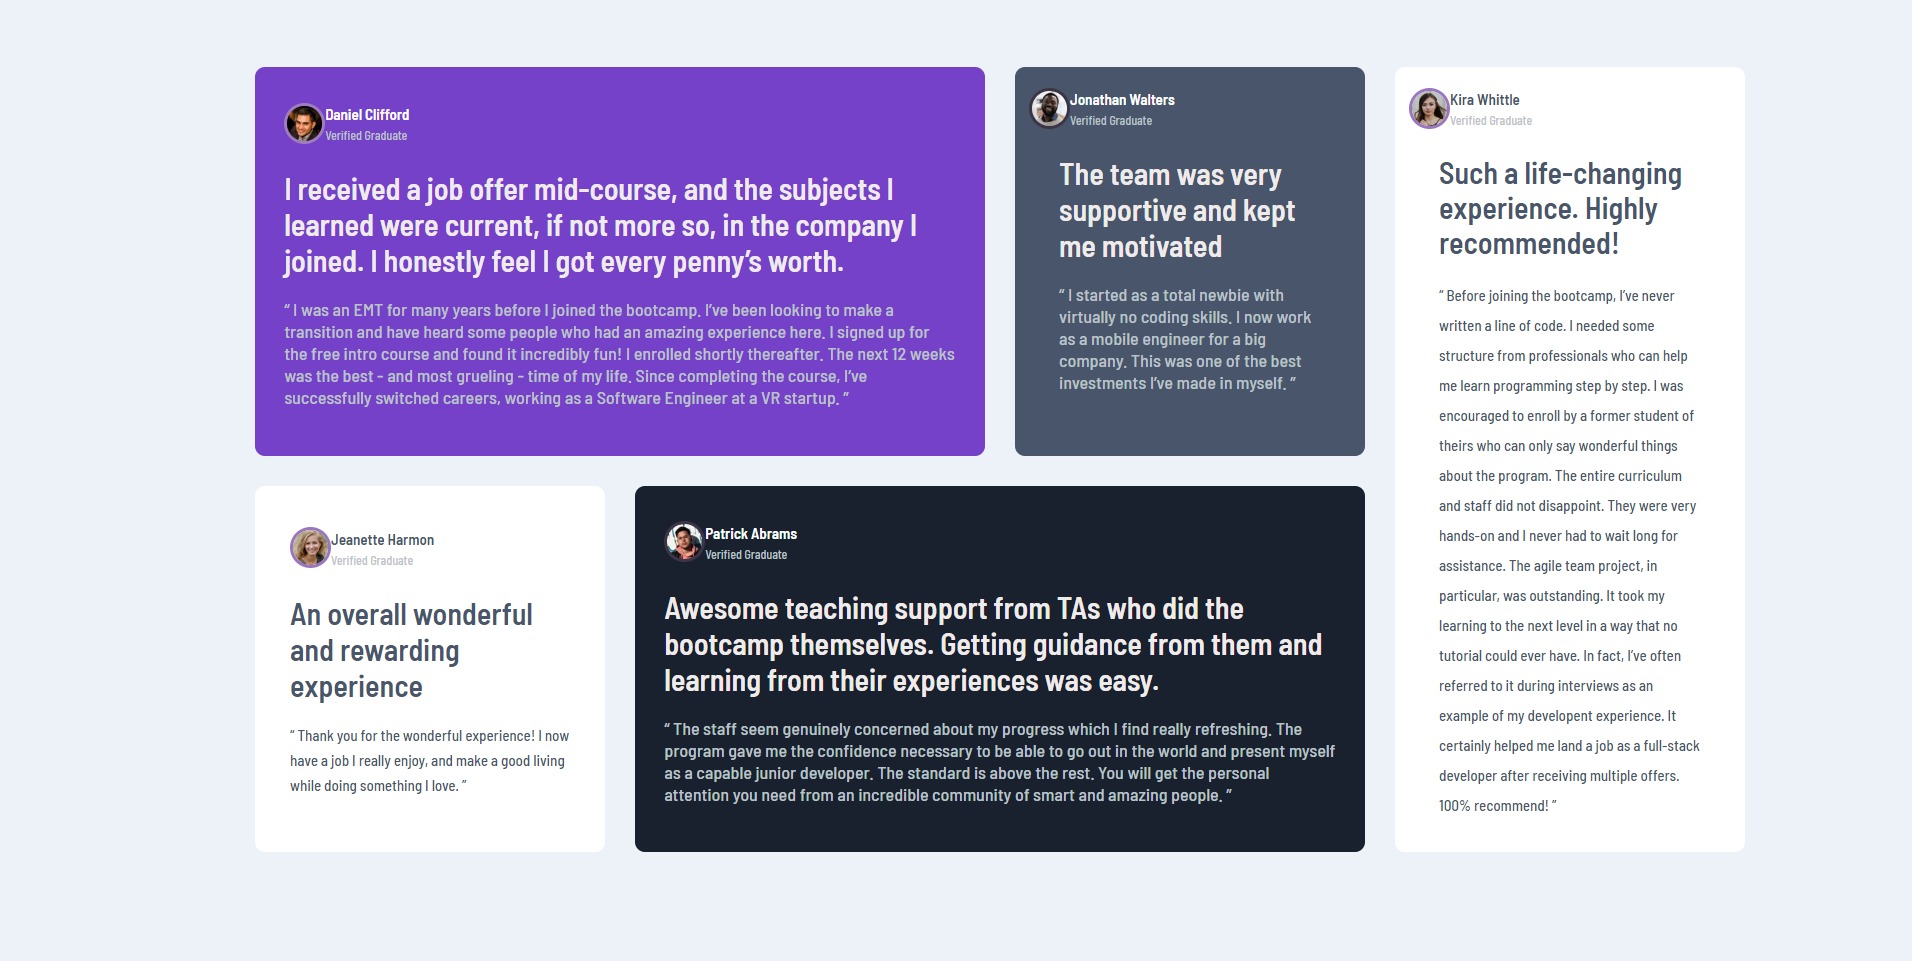 Daniel Clifford
Verified Graduate
I received a job offer mid-course, and the subjects I
learned were current, if not more so, in the company I
joined. I honestly feel I got every penny’s worth.
“ I was an EMT for many years before I joined the bootcamp. I’ve been looking to make a
transition and have heard some people who had an amazing experience here. I signed up for
the free intro course and found it incredibly fun! I enrolled shortly thereafter. The next 12 weeks
was the best - and most grueling - time of my life. Since completing the course, I’ve
successfully switched careers, working as a Software Engineer at a VR startup. ”
Jonathan Walters
Verified Graduate
The team was very
supportive and kept
me motivated
“ I started as a total newbie with
virtually no coding skills. I now work
as a mobile engineer for a big
company. This was one of the best
investments I’ve made in myself. ”
Kira Whittle
Verified Graduate
Such a life-changing
experience. Highly
recommended!
“ Before joining the bootcamp, I’ve never
written a line of code. I needed some
structure from professionals who can help
me learn programming step by step. I was
encouraged to enroll by a former student of
theirs who can only say wonderful things
about the program. The entire curriculum
and staff did not disappoint. They were very
hands-on and I never had to wait long for
assistance. The agile team project, in
particular, was outstanding. It took my
learning to the next level in a way that no
tutorial could ever have. In fact, I’ve often
referred to it during interviews as an
example of my developent experience. It
certainly helped me land a job as a full-stack
developer after receiving multiple offers.
100% recommend! ”
Jeanette Harmon
Verified Graduate
An overall wonderful
and rewarding
experience
“ Thank you for the wonderful experience! I now
have a job I really enjoy, and make a good living
while doing something I love. ”
Patrick Abrams
Verified Graduate
Awesome teaching support from TAs who did the
bootcamp themselves. Getting guidance from them and
learning from their experiences was easy.
“ The staff seem genuinely concerned about my progress which I find really refreshing. The
program gave me the confidence necessary to be able to go out in the world and present myself
as a capable junior developer. The standard is above the rest. You will get the personal
attention you need from an incredible community of smart and amazing people. ”